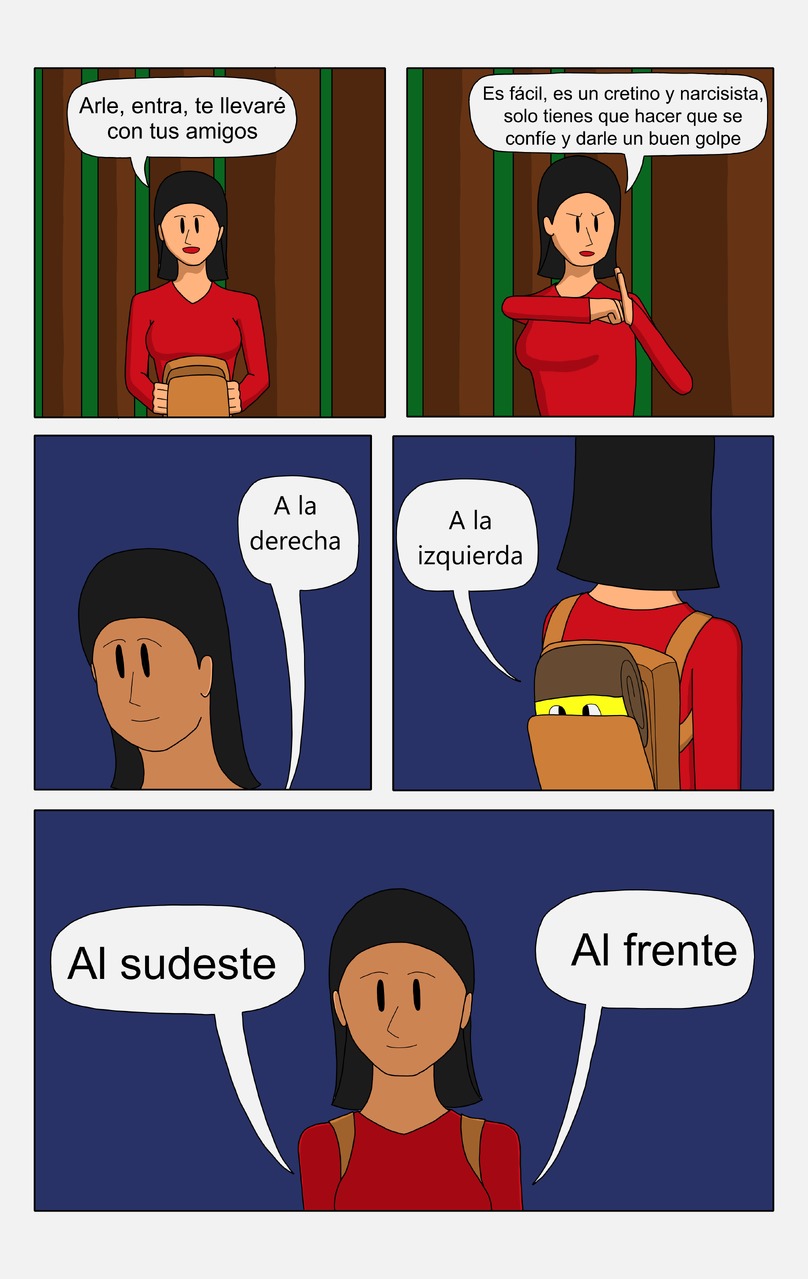 Arle, entra, te llevaré
con tus amigos
Es fácil, es un cretino y narcisista,
solo tienes que hacer que se
confíe y darle un buen golpe
A la
derecha
A la
izquierda
Al sudeste
Al frente